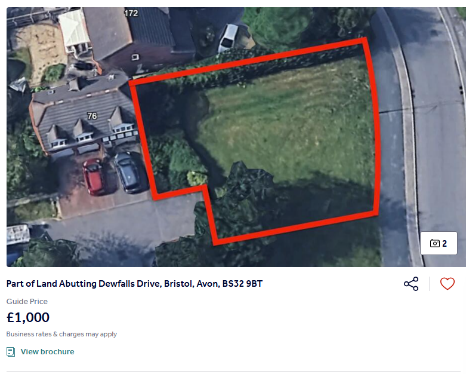 172
76
2
Part of Land Abutting Dewfalls Drive, Bristol, Avon, BS32 9BT
Guide Price
£1,000
Business rates & charges may apply
View brochure